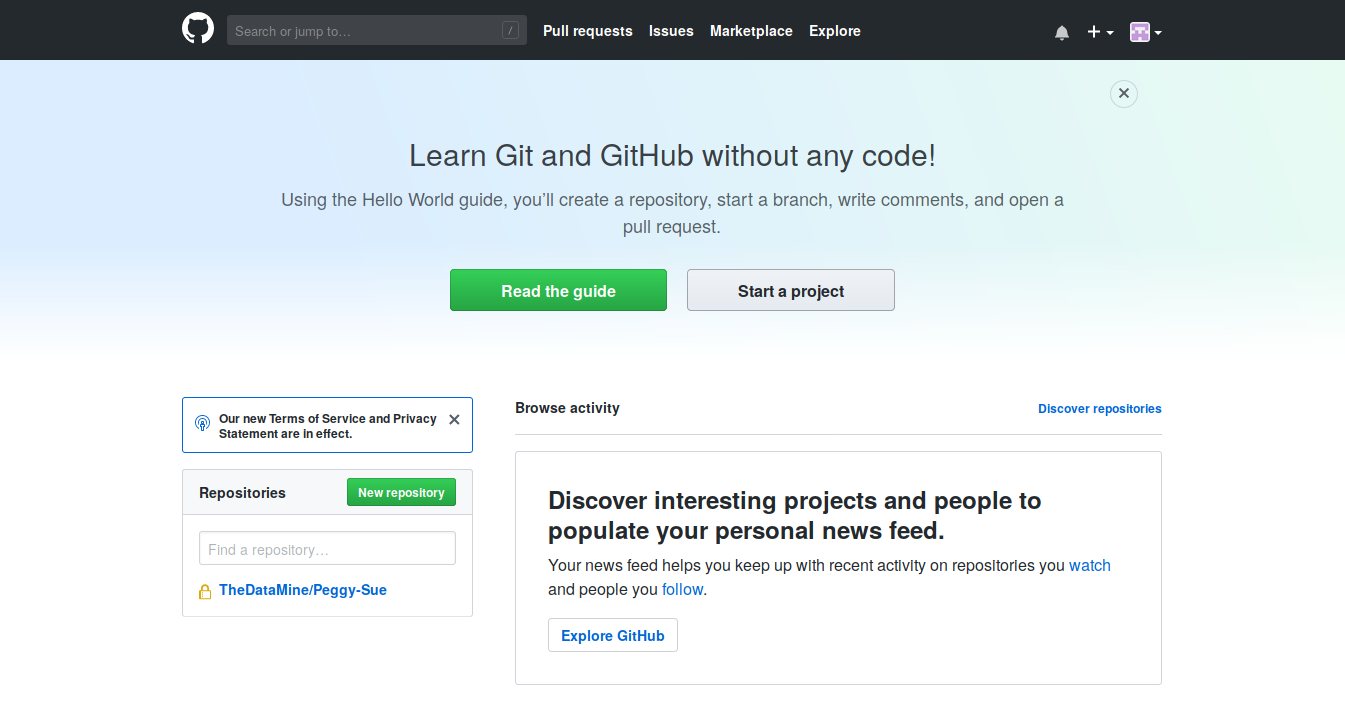 Search or jump to…
/
Pull requests
Issues
Marketplace
Explore
Learn Git and GitHub without any code!
Using the Hello World guide, you’ll create a repository, start a branch, write comments, and open a
pull request.
Read the guide
Start a project
Our new Terms of Service and Privacy
Statement are in effect.
Repositories
New repository
Find a repository…
TheDataMine/Peggy-Sue
Browse activity
Discover repositories
Discover interesting projects and people to
populate your personal news feed.
Your news feed helps you keep up with recent activity on repositories you watch
and people you follow.
Explore GitHub